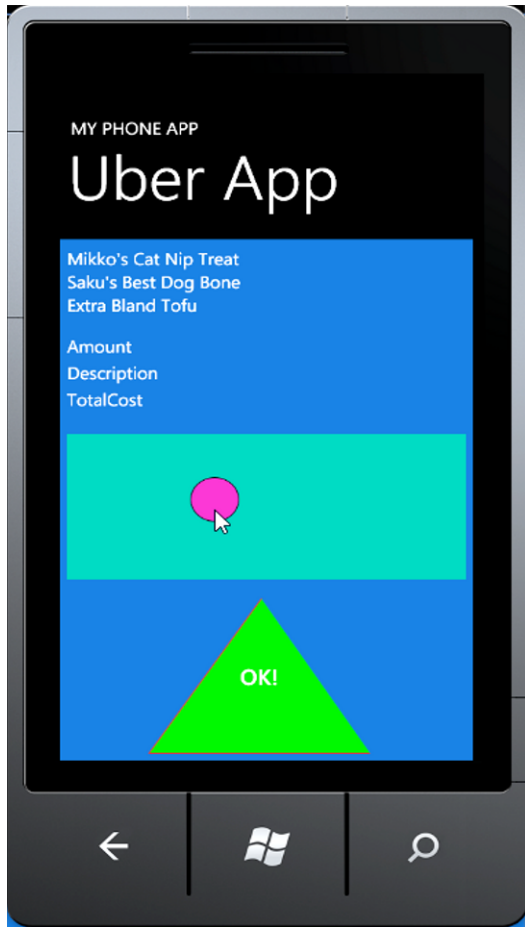 MY PHONE APP
Uber App
Mikko's Cat Nip Treat
Saku's Best Dog Bone
Extra Bland Tofu
Amount
Description
TotalCost
OK!